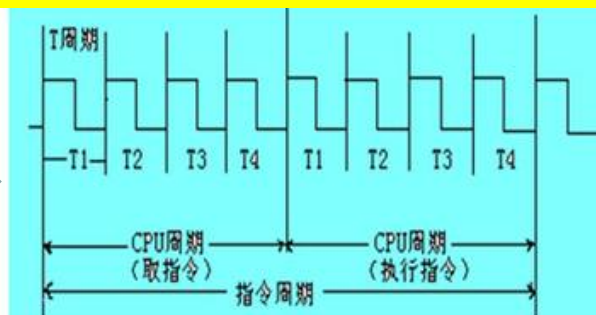 T周期
T1 T2 T3 T4 T1 T2 T3 T4
CPU周期 CPU周期
(取指令) (执行指令)
指令周期